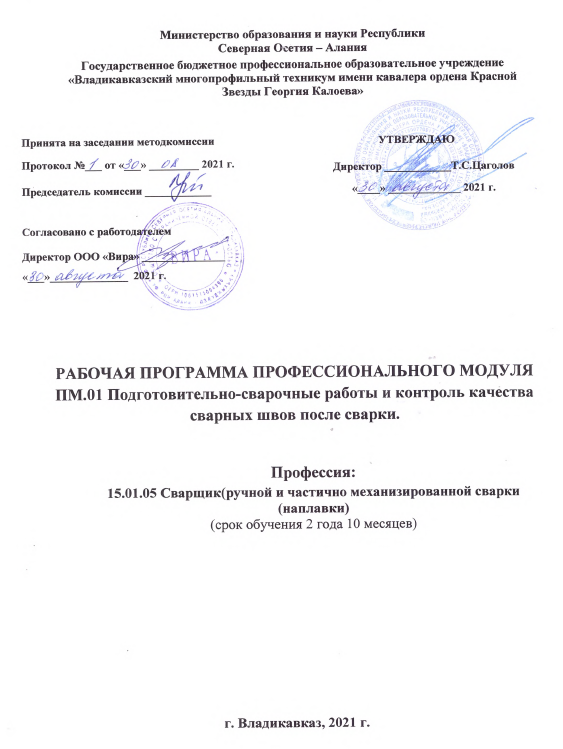 Министерство образования и науки Республики
Северная Осетия – Алания
Государственное бюджетное профессиональное образовательное учреждение
«Владикавказский многопрофильный техникум имени кавалера ордена Красной
Звезды Георгия Калоева»
Принята на заседании методкомиссии
Протокол № 1 от «30» 08 2021 г.
Председатель комиссии
УТВЕРЖДАЮ
Директор Т.С.Цаголов
«30» августа 2021 г.
Согласовано с работодателем
Директор ООО «Вира»
«30» августа 2021 г.
ВИРА
РАБОЧАЯ ПРОГРАММА ПРОФЕССИОНАЛЬНОГО МОДУЛЯ
ПМ.01 Подготовительно-сварочные работы и контроль качества
сварных швов после сварки.
Профессия:
15.01.05 Сварщик(ручной и частично механизированной сварки
(наплавки)
(срок обучения 2 года 10 месяцев)
г. Владикавказ, 2021 г.